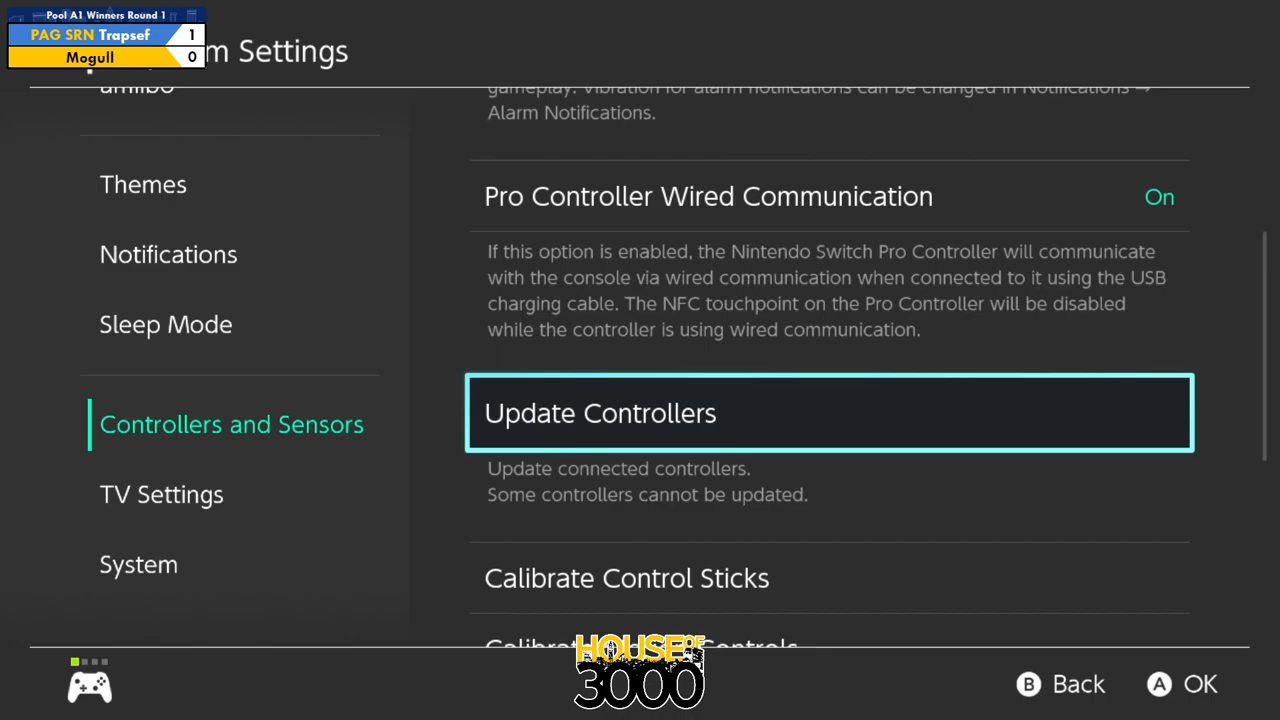 Pool A1 Winners Round 1
PAG SRN Trapsef 1
Mogull 0
m Settings
amiibo
Themes
Notifications
Sleep Mode
Controllers and Sensors
TV Settings
System
gameplay. Vibration for alarm notifications can be changed in Notifications →
Alarm Notifications.
Pro Controller Wired Communication On
If this option is enabled, the Nintendo Switch Pro Controller will communicate
with the console via wired communication when connected to it using the USB
charging cable. The NFC touchpoint on the Pro Controller will be disabled
while the controller is using wired communication.
Update Controllers
Update connected controllers.
Some controllers cannot be updated.
Calibrate Control Sticks
HOUSE OF
3000
B Back A OK